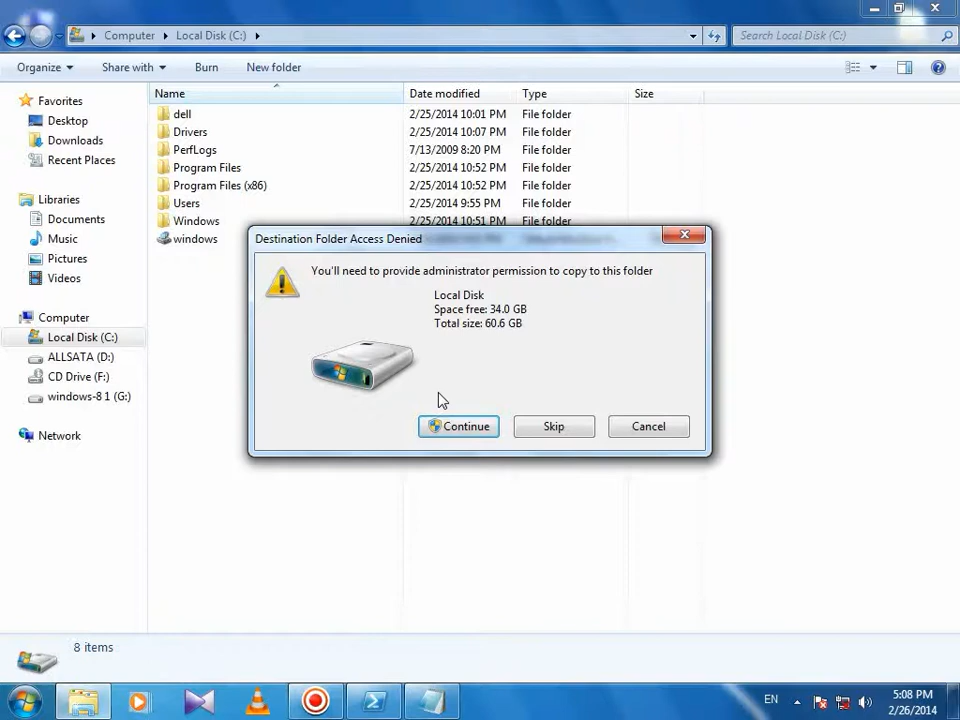 Computer
Local Disk (C:)
Search Local Disk (C:)
Organize
Share with
Burn
New folder
Name
Date modified
Type
Size
Favorites
Desktop
Downloads
Recent Places
Libraries
Documents
Music
Pictures
Videos
Computer
Local Disk (C:)
ALLSATA (D:)
CD Drive (F:)
windows-8 1 (G:)
Network
dell 2/25/2014 10:01 PM File folder
Drivers 2/25/2014 10:07 PM File folder
PerfLogs 7/13/2009 8:20 PM File folder
Program Files 2/25/2014 10:52 PM File folder
Program Files (x86) 2/25/2014 10:52 PM File folder
Users 2/25/2014 9:55 PM File folder
Windows 2/25/2014 10:51 PM File folder
windows
Destination Folder Access Denied
You'll need to provide administrator permission to copy to this folder
Local Disk
Space free: 34.0 GB
Total size: 60.6 GB
Continue
Skip
Cancel
8 items
EN
5:08 PM
2/26/2014